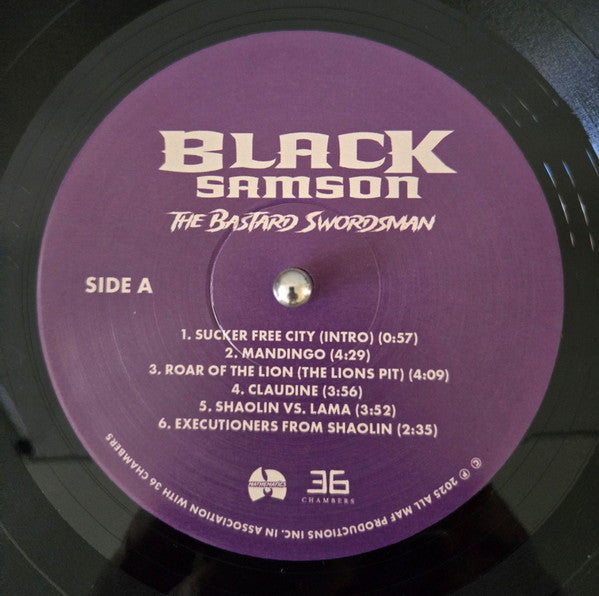 BLACK
SAMSON
THE BASTARD SWORDSMAN
SIDE A
1. SUCKER FREE CITY (INTRO) (0:57)
2. MANDINGO (4:29)
3. ROAR OF THE LION (THE LIONS PIT) (4:09)
4. CLAUDINE (3:56)
5. SHAOLIN VS. LAMA (3:52)
6. EXECUTIONERS FROM SHAOLIN (2:35)
MATHEMATICS
36
CHAMBERS
© ℗ 2025 ALL MAF PRODUCTIONS INC. IN ASSOCIATION WITH 36 CHAMBERS